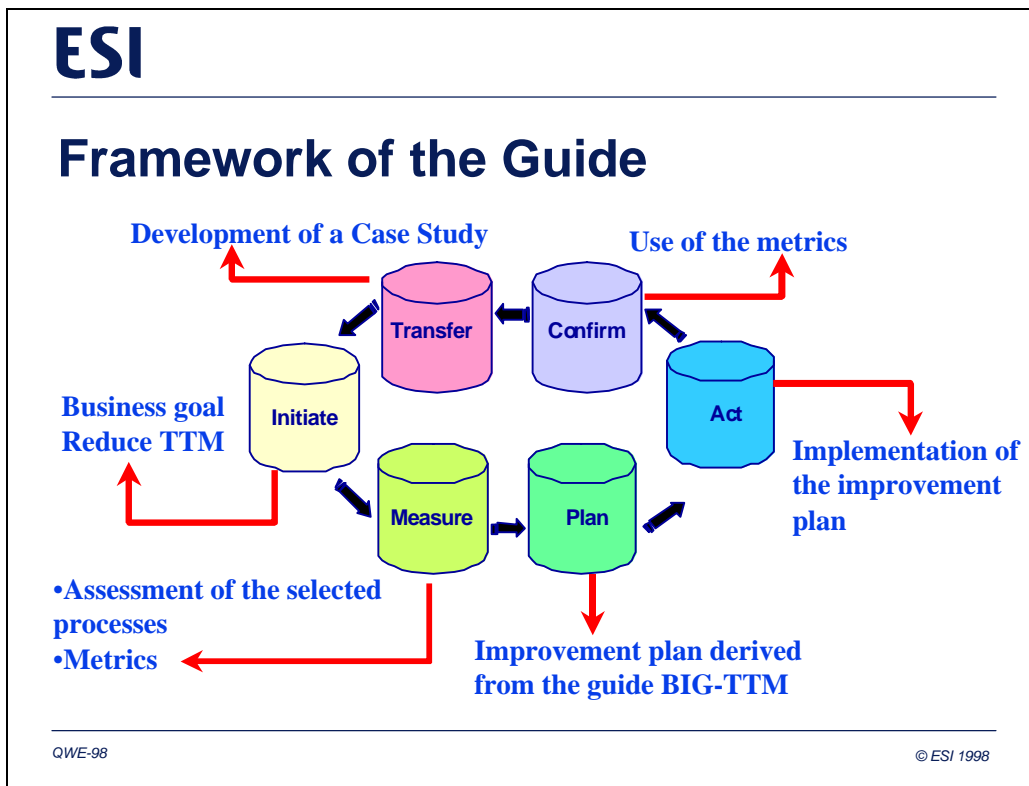 ESI
Framework of the Guide
Development of a Case Study
Use of the metrics
Transfer
Confirm
Initiate
Act
Business goal
Reduce TTM
Measure
Plan
Implementation of
the improvement
plan
•Assessment of the selected
processes
•Metrics
Improvement plan derived
from the guide BIG-TTM
QWE-98
© ESI 1998